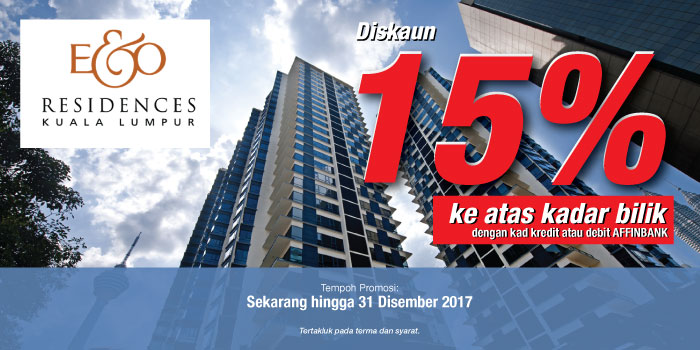 E&O
RESIDENCES
KUALA LUMPUR
Diskaun
15%
ke atas kadar bilik
dengan kad kredit atau debit AFFINBANK
Tempoh Promosi:
Sekarang hingga 31 Disember 2017
Tertakluk pada terma dan syarat.